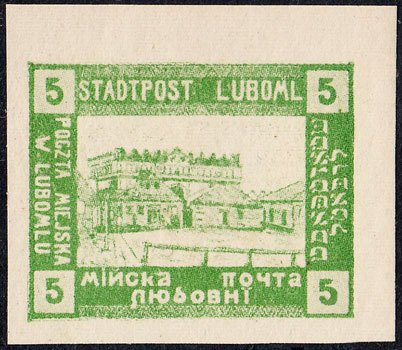 5 STADTPOST LUBOML 5
POCZTA MIEJSKA
W LUBOMLU
5 МІЙСКА ПОЧТА 5
ЛЮБОВНІ